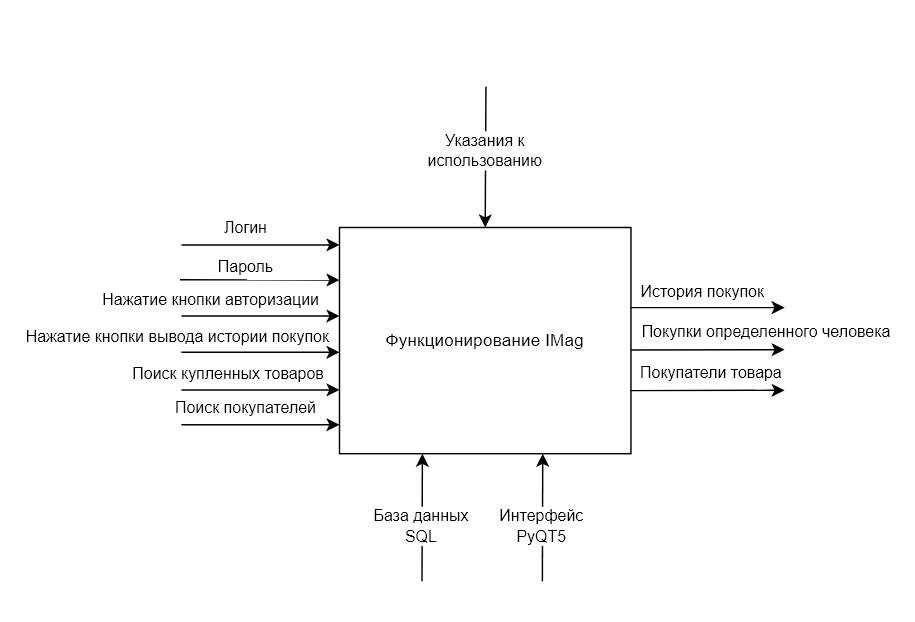 Указания к
использованию
Логин
Пароль
Нажатие кнопки авторизации
Нажатие кнопки вывода истории покупок
Поиск купленных товаров
Поиск покупателей
Функционирование IMag
История покупок
Покупки определенного человека
Покупатели товара
База данных
SQL
Интерфейс
PyQT5